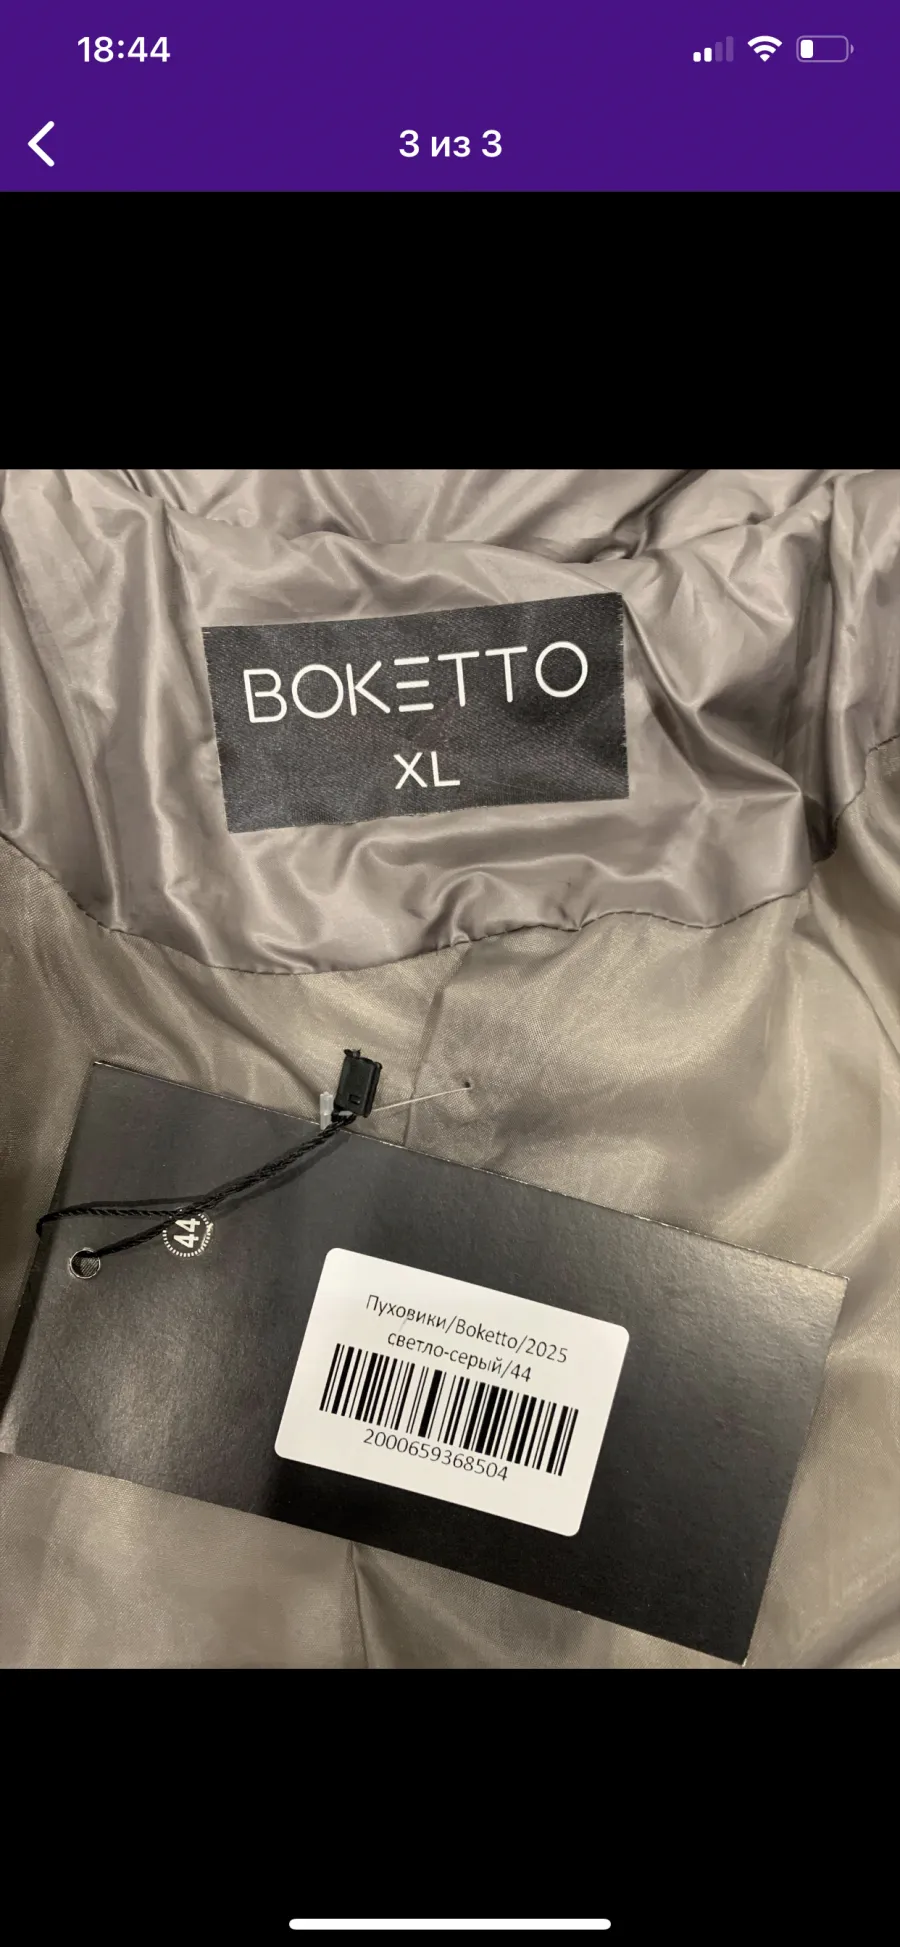 18:44
3 из 3
BOKETTO
XL
44
Пуховики/Boketto/2025
светло-серый/44
2000659368504